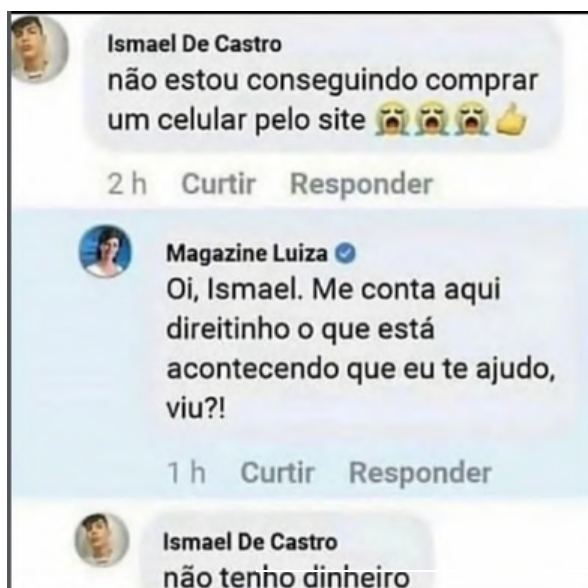 Ismael De Castro
não estou conseguindo comprar
um celular pelo site 😭😭😭👍
2 h Curtir Responder
Magazine Luiza
Oi, Ismael. Me conta aqui
direitinho o que está
acontecendo que eu te ajudo,
viu?!
1 h Curtir Responder
Ismael De Castro
não tenho dinheiro